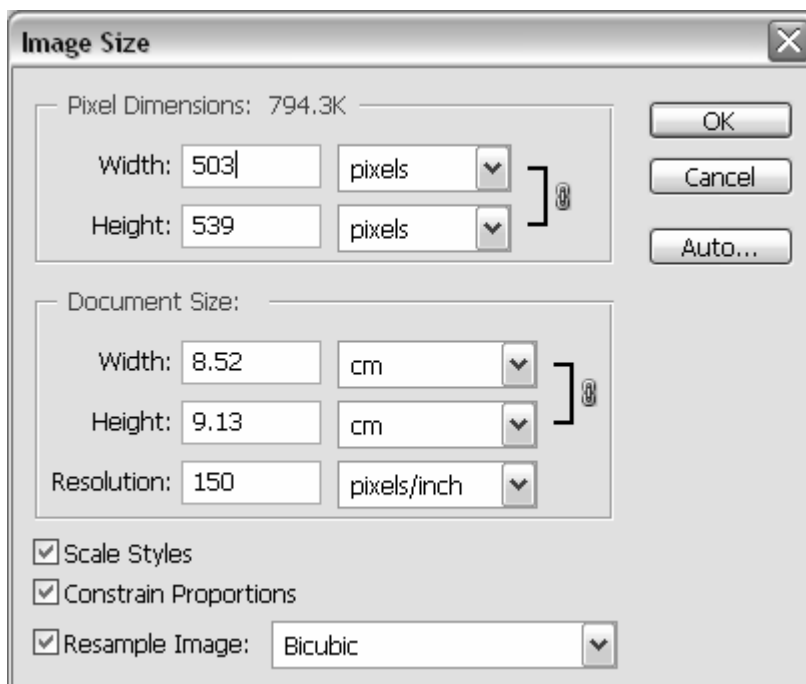 Image Size
Pixel Dimensions: 794.3K
Width: 503 pixels
Height: 539 pixels
OK
Cancel
Auto...
Document Size:
Width: 8.52 cm
Height: 9.13 cm
Resolution: 150 pixels/inch
Scale Styles
Constrain Proportions
Resample Image: Bicubic